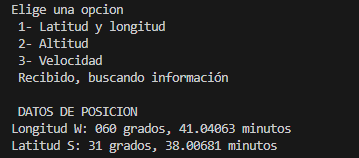 Elige una opcion
1- Latitud y longitud
2- Altitud
3- Velocidad
Recibido, buscando información
DATOS DE POSICION
Longitud W: 060 grados, 41.04063 minutos
Latitud S: 31 grados, 38.00681 minutos